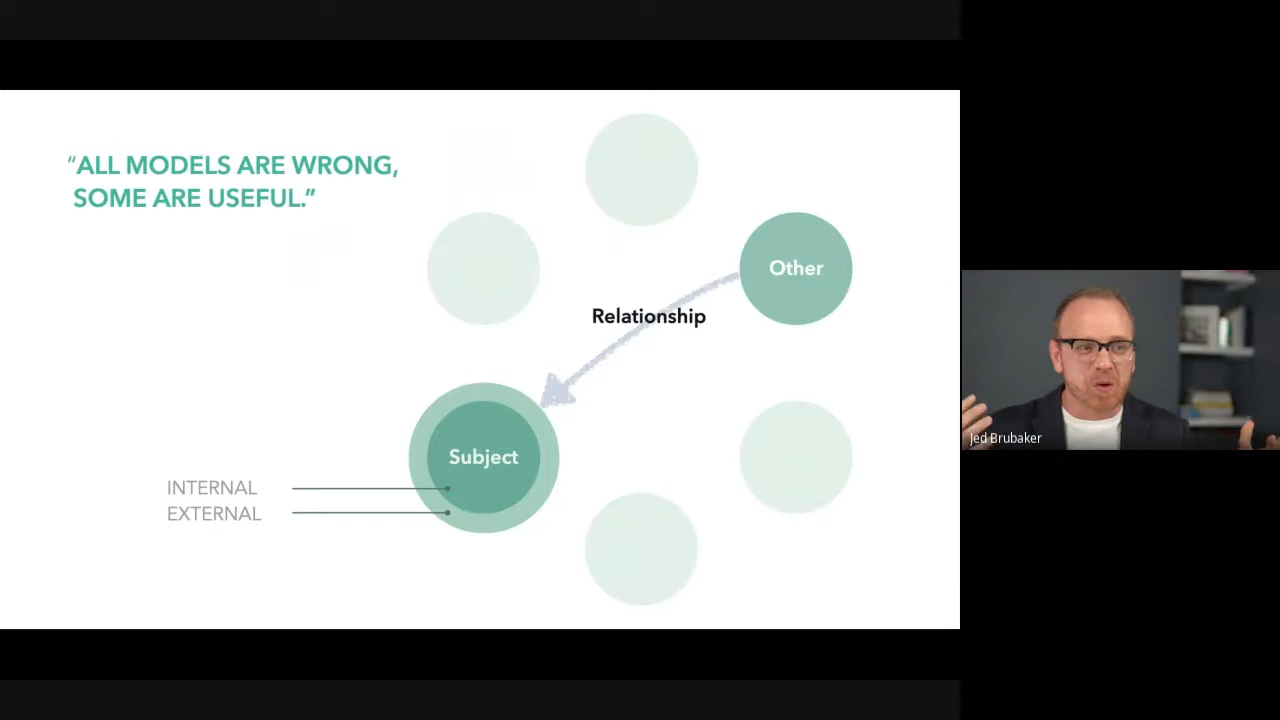 “ALL MODELS ARE WRONG,
SOME ARE USEFUL.”
Other
Relationship
Subject
INTERNAL
EXTERNAL
Jed Brubaker